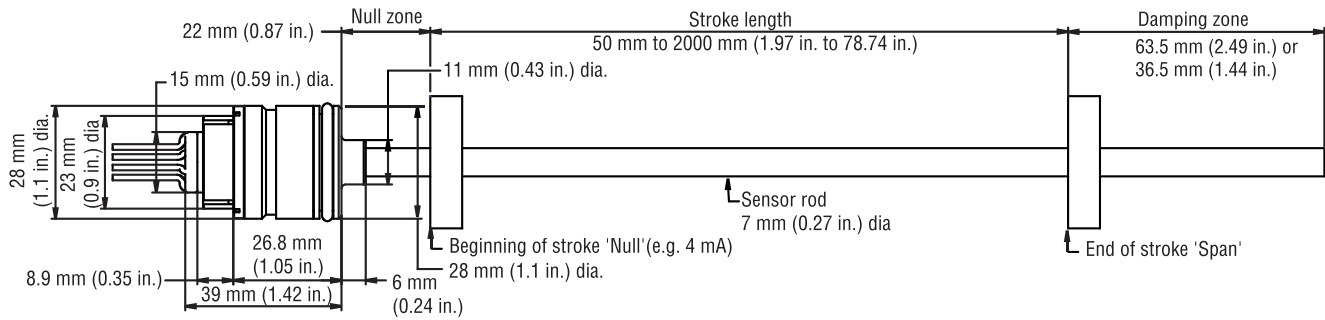 Null zone
22 mm (0.87 in.)
Stroke length
50 mm to 2000 mm (1.97 in. to 78.74 in.)
Damping zone
63.5 mm (2.49 in.) or
36.5 mm (1.44 in.)
15 mm (0.59 in.) dia.
11 mm (0.43 in.) dia.
28 mm
(1.1 in.) dia.
23 mm
(0.9 in.) dia
Sensor rod
7 mm (0.27 in.) dia
Beginning of stroke 'Null'(e.g. 4 mA)
End of stroke 'Span'
26.8 mm
(1.05 in.)
28 mm (1.1 in.) dia.
8.9 mm (0.35 in.)
6 mm
(0.24 in.)
39 mm (1.42 in.)